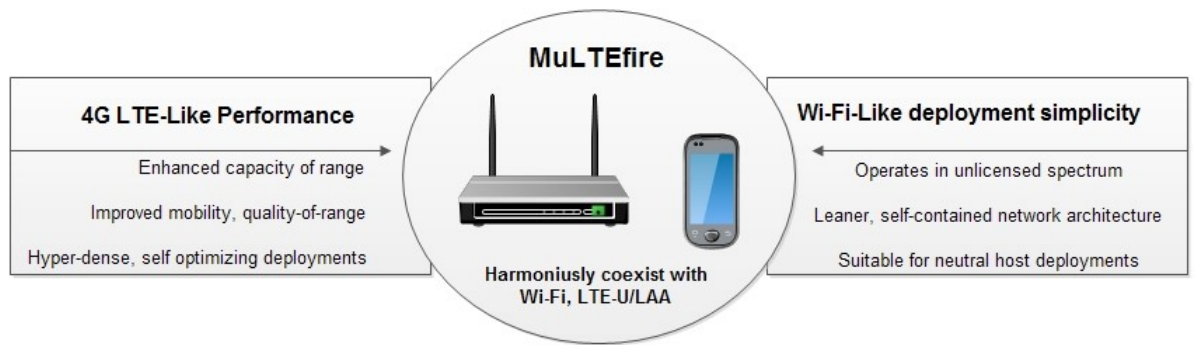 MuLTEfire
4G LTE-Like Performance
Enhanced capacity of range
Improved mobility, quality-of-range
Hyper-dense, self optimizing deployments
Harmoniusly coexist with
Wi-Fi, LTE-U/LAA
Wi-Fi-Like deployment simplicity
Operates in unlicensed spectrum
Leaner, self-contained network architecture
Suitable for neutral host deployments